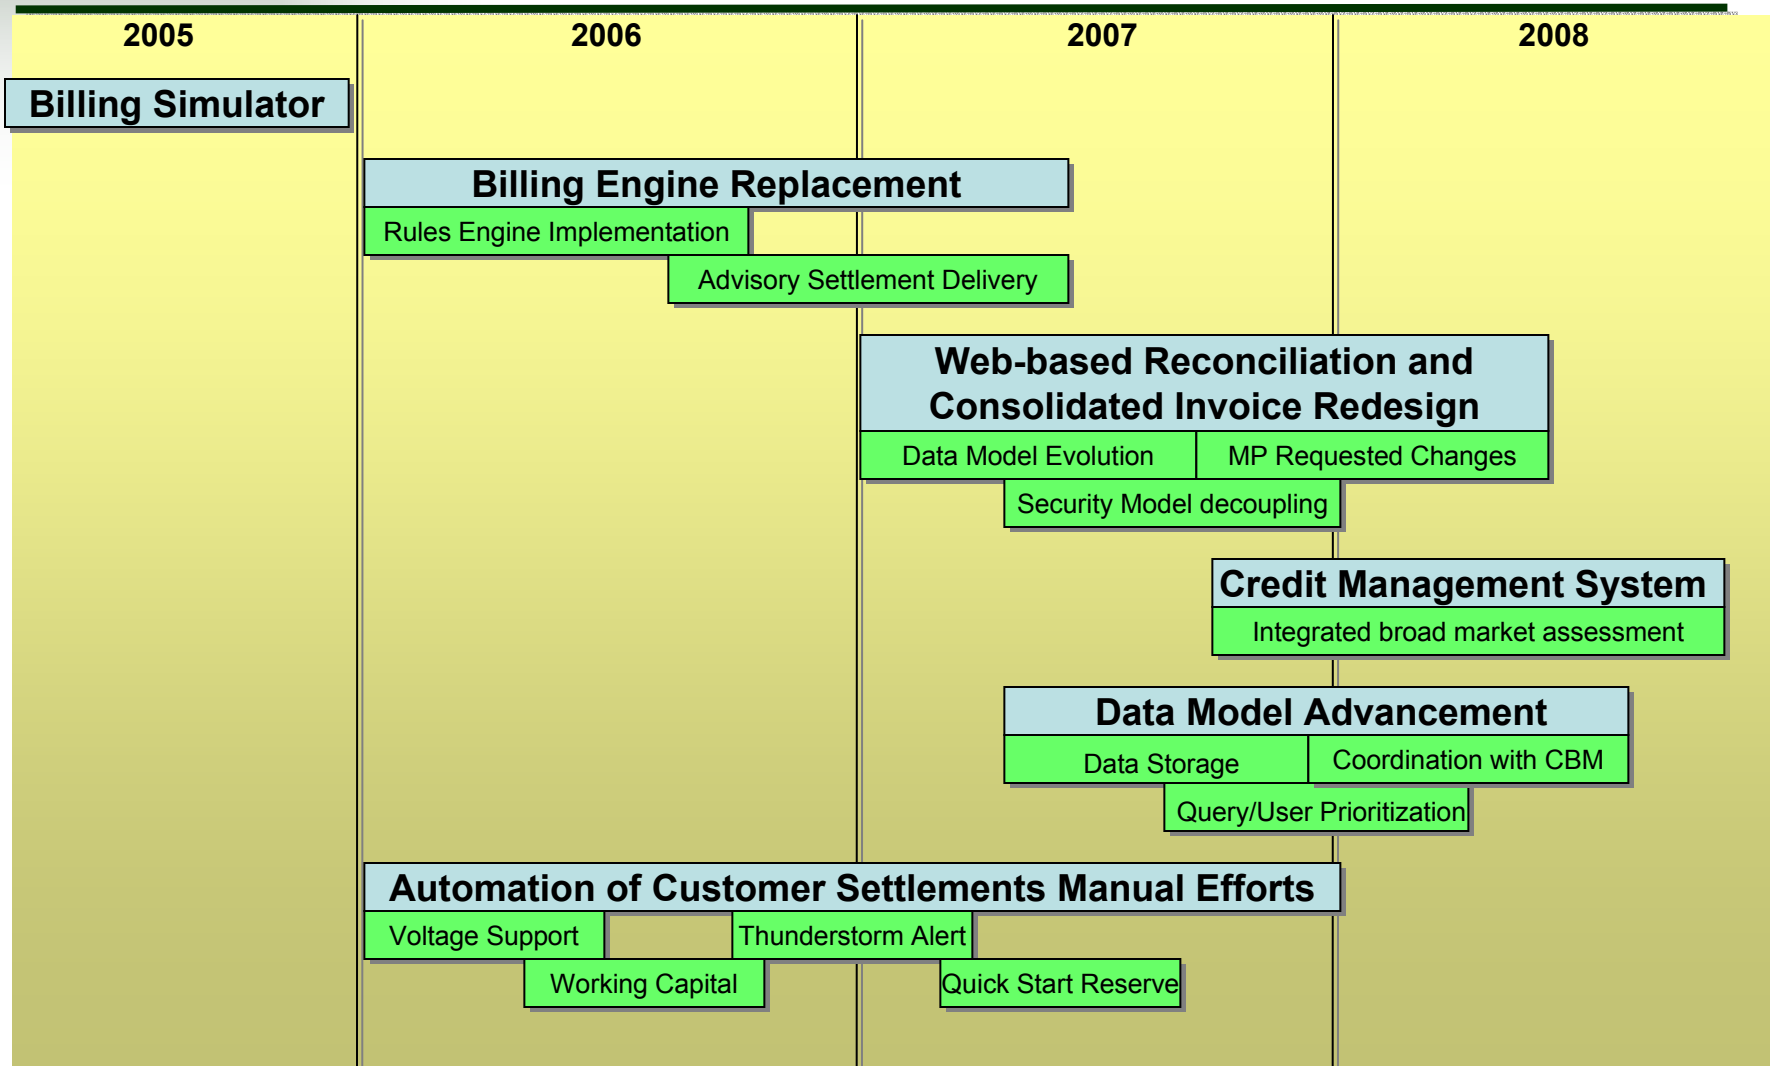 2005 2006 2007 2008
Billing Simulator
Billing Engine Replacement
Rules Engine Implementation
Advisory Settlement Delivery
Web-based Reconciliation and
Consolidated Invoice Redesign
Data Model Evolution MP Requested Changes
Security Model decoupling
Credit Management System
Integrated broad market assessment
Data Model Advancement
Data Storage Coordination with CBM
Query/User Prioritization
Automation of Customer Settlements Manual Efforts
Voltage Support Thunderstorm Alert
Working Capital Quick Start Reserve